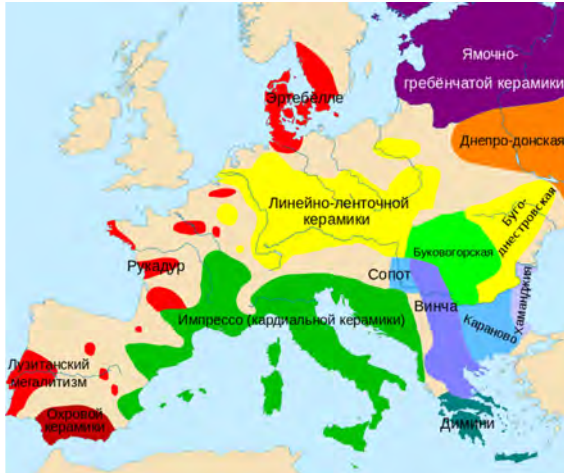 Ямочно-
гребёнчатой керамики
Эртебёлле
Днепро-донская
Линейно-ленточной
керамики
Буго-
днестровская
Буковогорская
Рукадур
Сопот
Винча
Хаманджия
Импрессо (кардиальной керамики)
Караново
Лузитанский
мегалитизм
Охровой
керамики
Димини